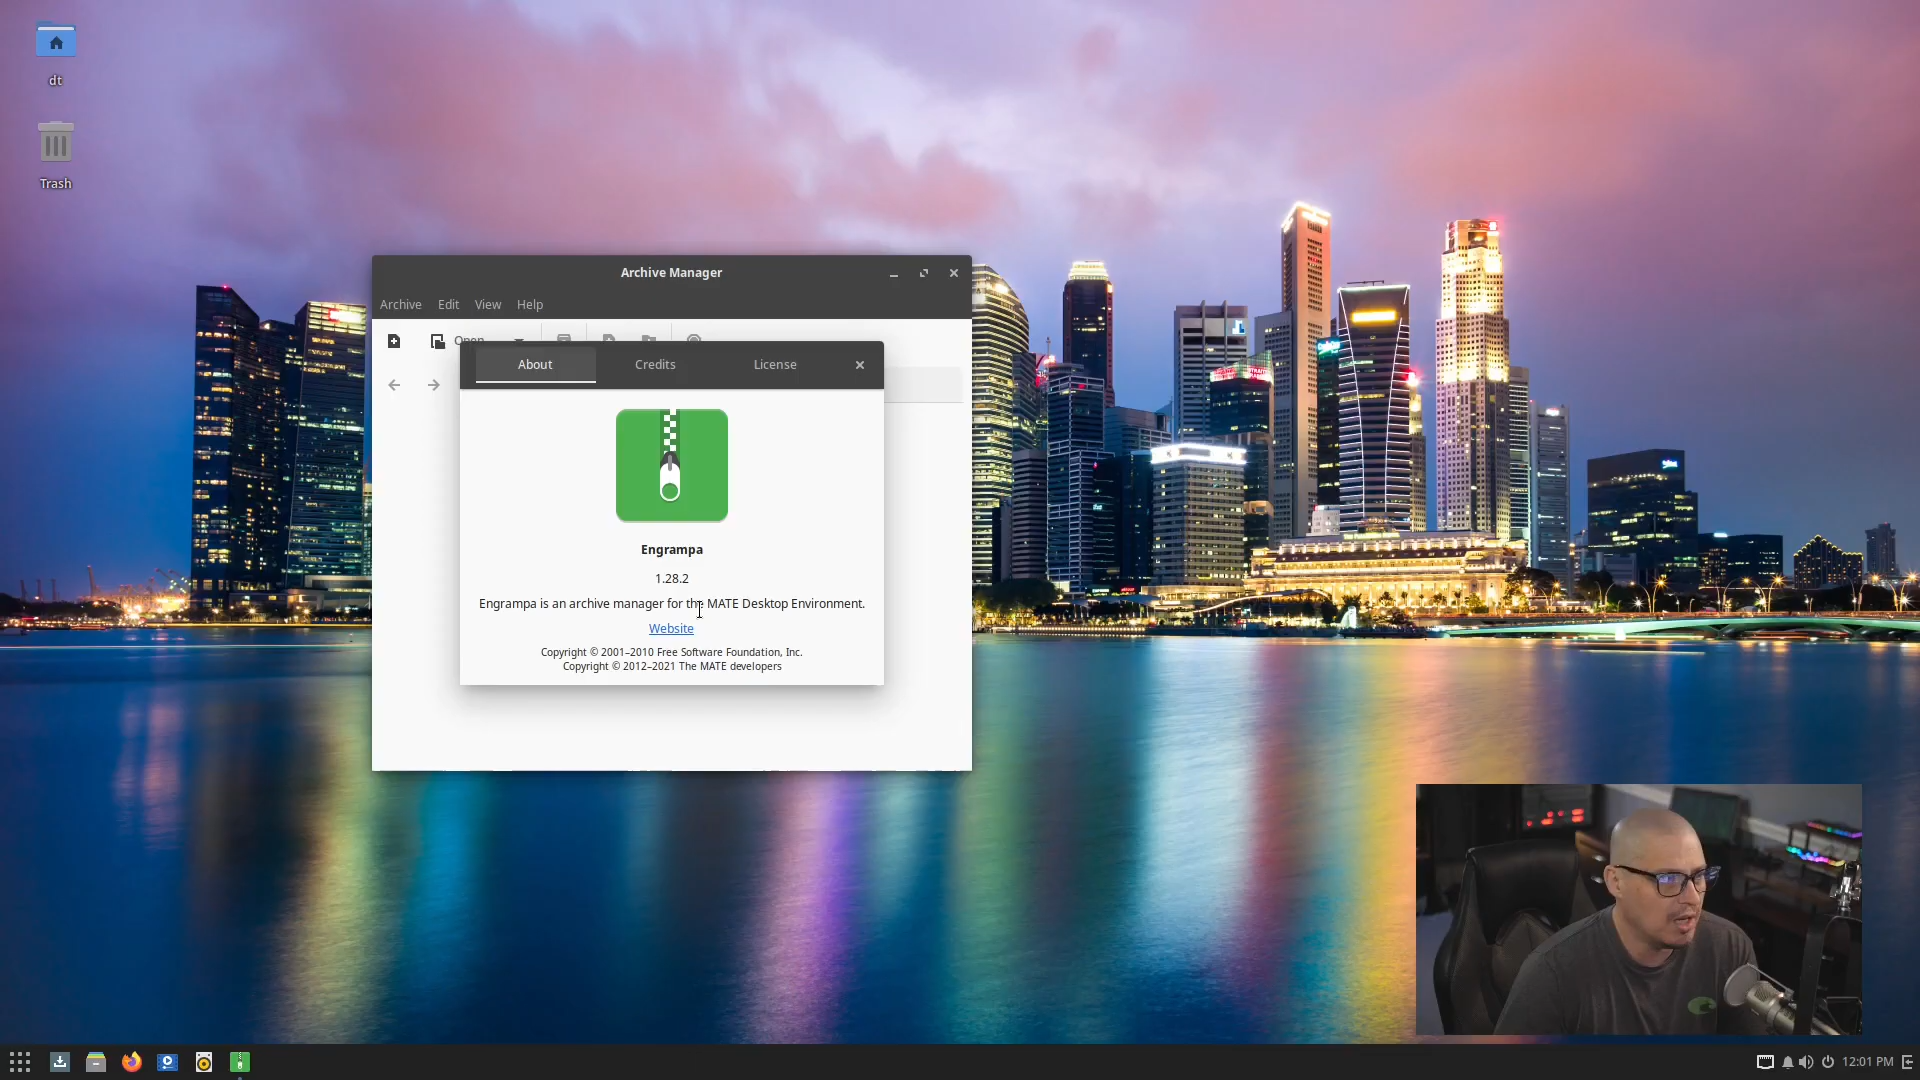 dt
Trash
Archive Manager
Archive Edit View Help
Open
About Credits License
Engrampa
1.28.2
Engrampa is an archive manager for the MATE Desktop Environment.
Website
Copyright © 2001–2010 Free Software Foundation, Inc.
Copyright © 2012–2021 The MATE developers
12:01 PM